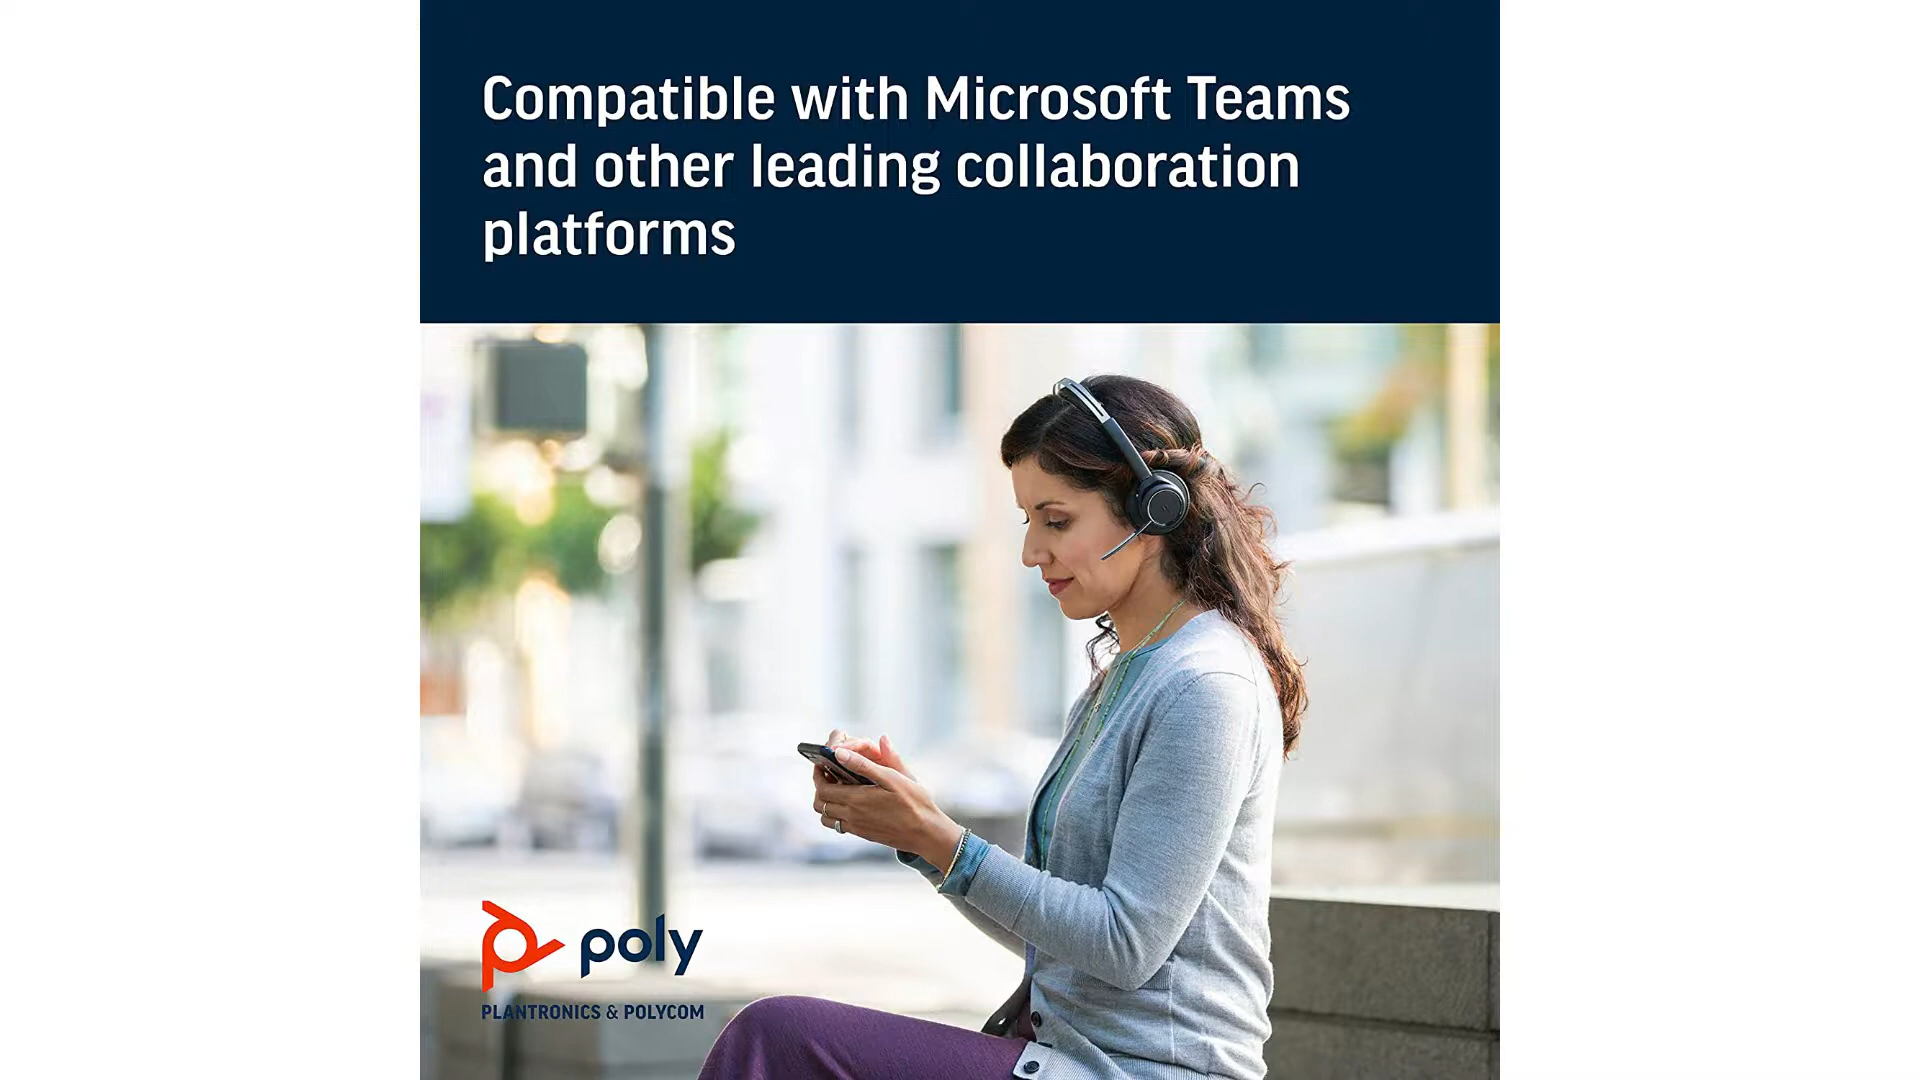 Compatible with Microsoft Teams
and other leading collaboration
platforms
poly
PLANTRONICS & POLYCOM